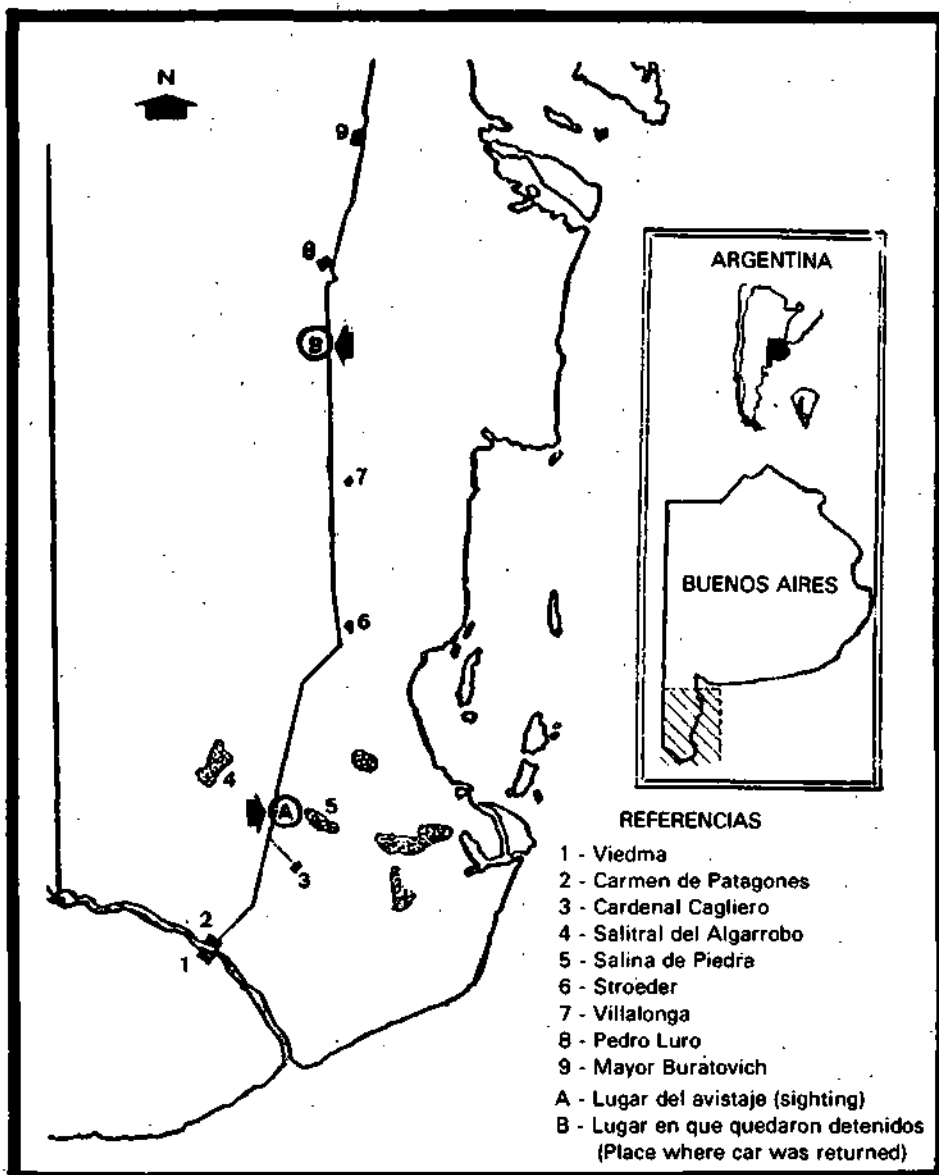 N
9
8
B
7
6
4
A
5
3
2
1
ARGENTINA
BUENOS AIRES
REFERENCIAS
1 - Viedma
2 - Carmen de Patagones
3 - Cardenal Cagliero
4 - Salitral del Algarrobo
5 - Salina de Piedra
6 - Stroeder
7 - Villalonga
8 - Pedro Luro
9 - Mayor Buratovich
A - Lugar del avistaje (sighting)
B - Lugar en que quedaron detenidos
(Place where car was returned)